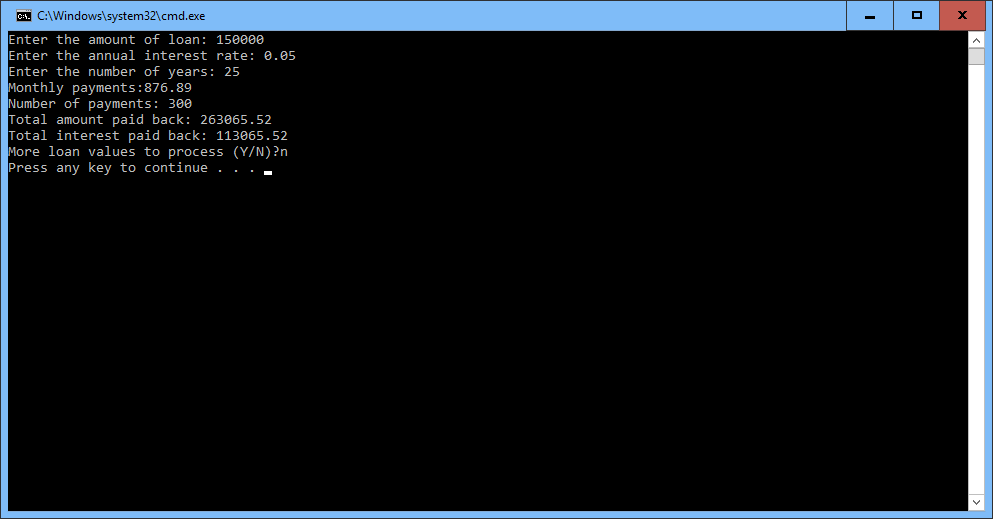 C:\Windows\system32\cmd.exe
Enter the amount of loan: 150000
Enter the annual interest rate: 0.05
Enter the number of years: 25
Monthly payments:876.89
Number of payments: 300
Total amount paid back: 263065.52
Total interest paid back: 113065.52
More loan values to process (Y/N)?n
Press any key to continue . . .